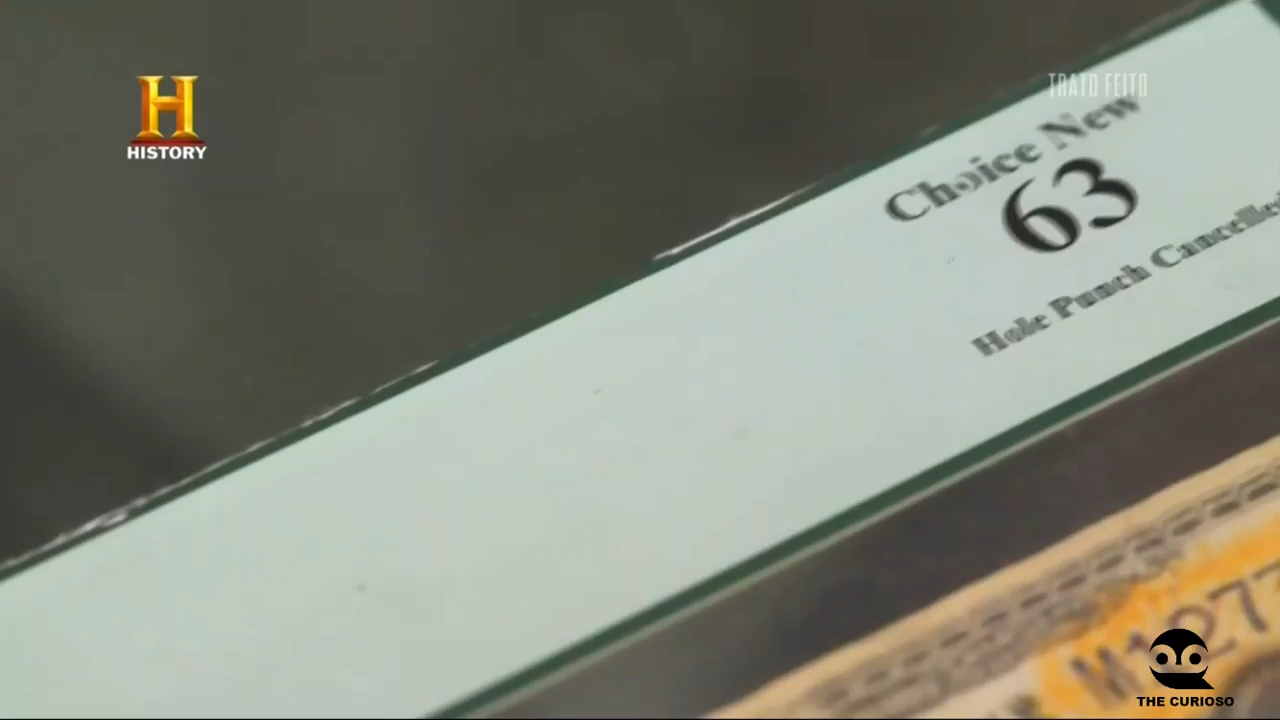 H
HISTORY
TRATO FEITO
Choice New
63
Hole Punch Cancelled
THE CURIOSO